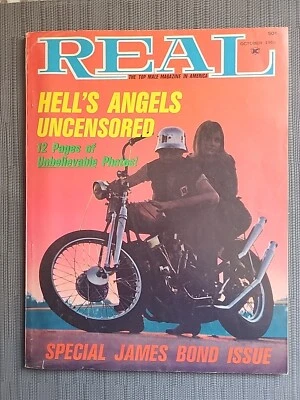 REAL
THE TOP MALE MAGAZINE IN AMERICA
HELL'S ANGELS
UNCENSORED
12 Pages of
Unbelievable Photos!
SPECIAL JAMES BOND ISSUE